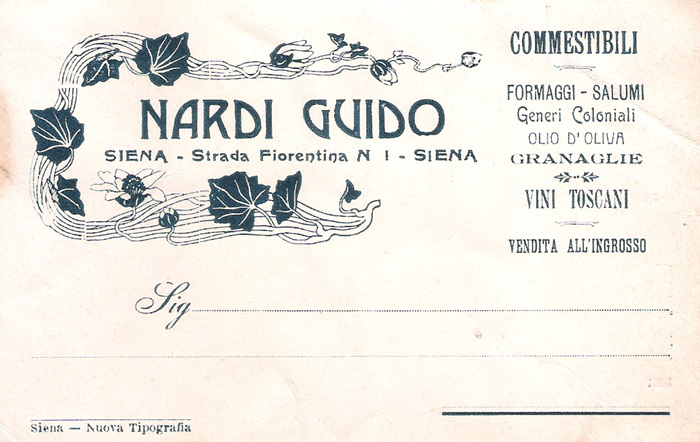 NARDI GUIDO
SIENA - Strada Fiorentina N 1 - SIENA
COMMESTIBILI
FORMAGGI - SALUMI
Generi Coloniali
OLIO D'OLIVA
GRANAGLIE
VINI TOSCANI
VENDITA ALL'INGROSSO
Sig
Siena — Nuova Tipografia